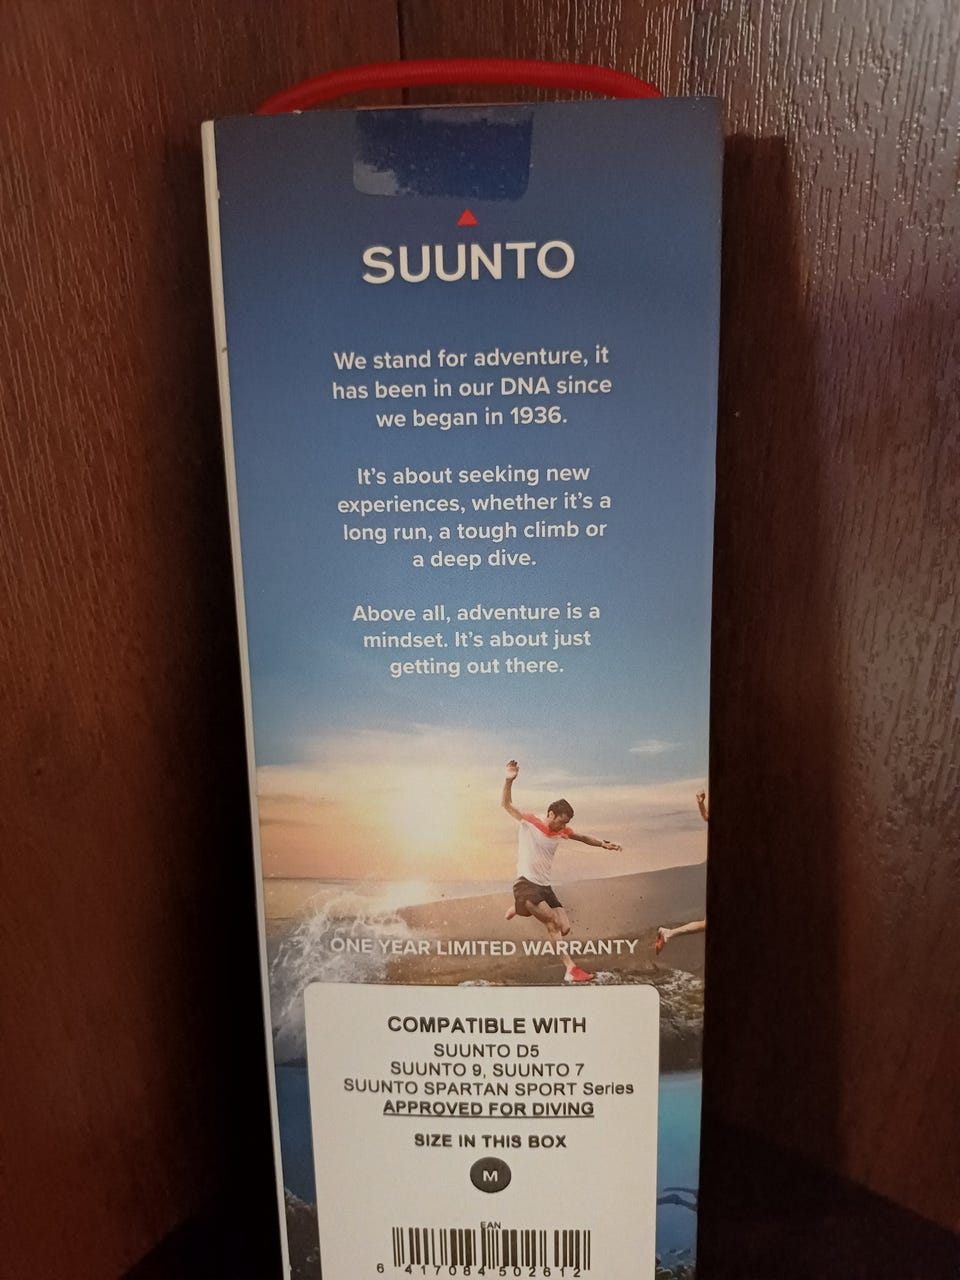 SUUNTO
We stand for adventure, it
has been in our DNA since
we began in 1936.
It's about seeking new
experiences, whether it's a
long run, a tough climb or
a deep dive.
Above all, adventure is a
mindset. It's about just
getting out there.
ONE YEAR LIMITED WARRANTY
COMPATIBLE WITH
SUUNTO D5
SUUNTO 9, SUUNTO 7
SUUNTO SPARTAN SPORT Series
APPROVED FOR DIVING
SIZE IN THIS BOX
M
EAN
6 417084 502612